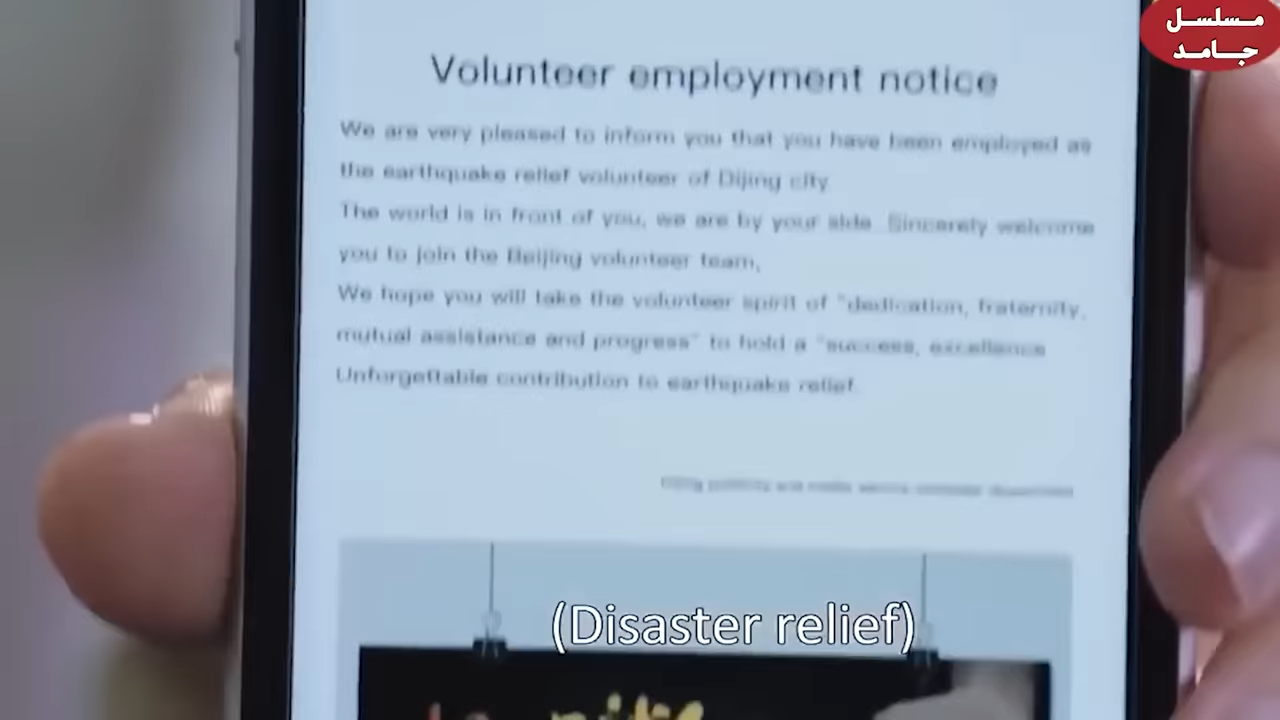 مسلسل
جامد
Volunteer employment notice
We are very pleased to inform you that you have been employed as
the earthquake relief volunteer of Dijing city
The world is in front of you, we are by your side. Sincerely welcome
you to join the Beijing volunteer team,
We hope you will take the volunteer spirit of "dedication, fraternity,
mutual assistance and progress" to hold a "success, excellence
Unforgettable contribution to earthquake relief.
(Disaster relief)